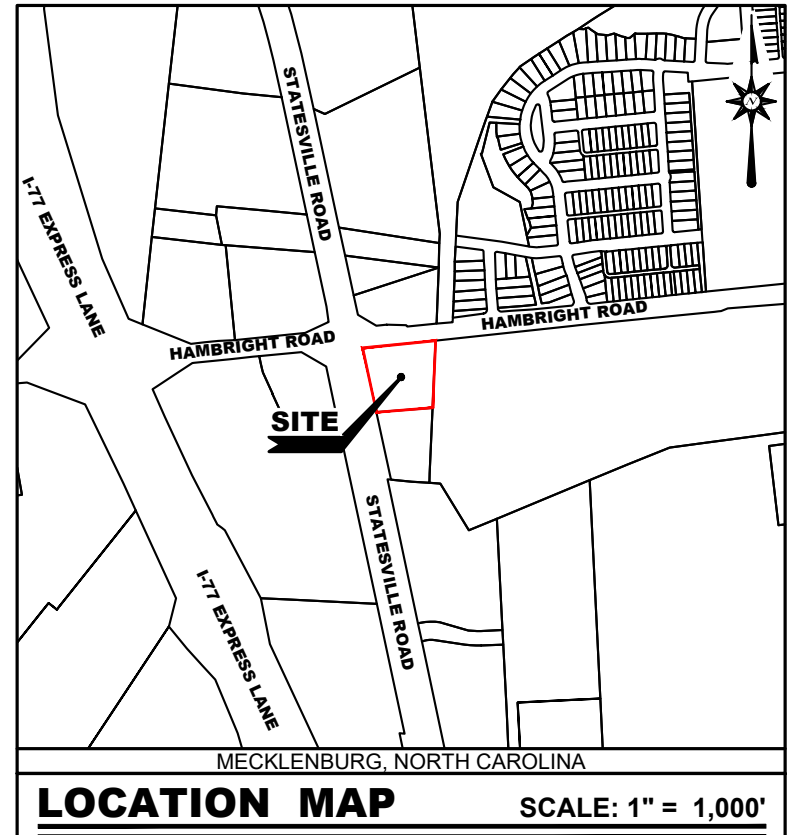 STATESVILLE ROAD
N
I-77 EXPRESS LANE
HAMBRIGHT ROAD
HAMBRIGHT ROAD
SITE
STATESVILLE ROAD
I-77 EXPRESS LANE
MECKLENBURG, NORTH CAROLINA
LOCATION MAP
SCALE: 1" = 1,000'